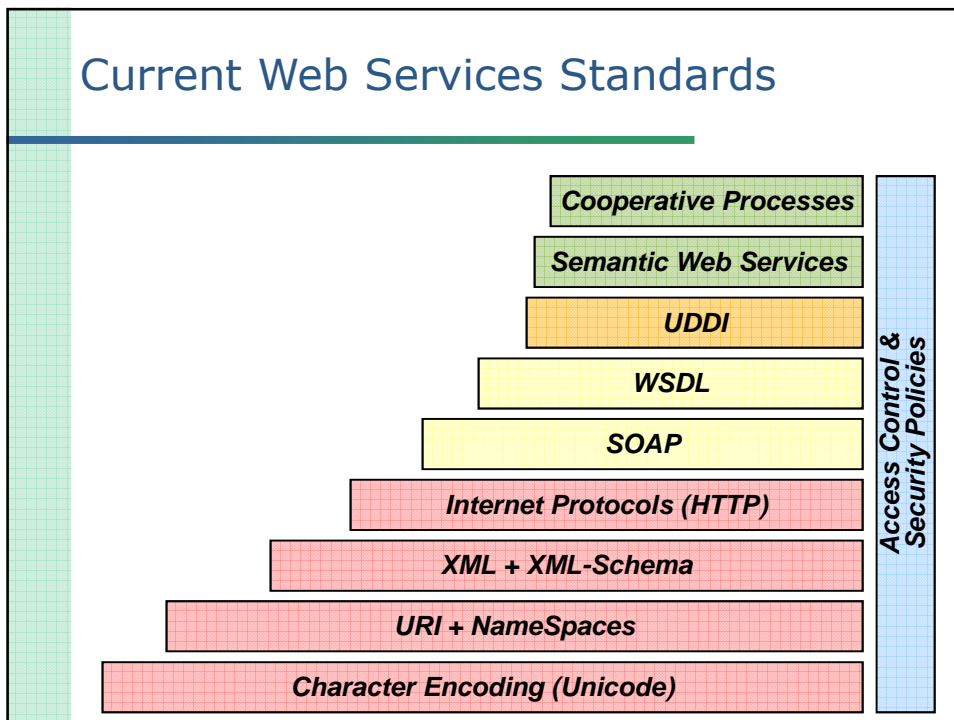 Current Web Services Standards
Cooperative Processes
Semantic Web Services
UDDI
WSDL
SOAP
Internet Protocols (HTTP)
XML + XML-Schema
URI + NameSpaces
Character Encoding (Unicode)
Access Control &
Security Policies